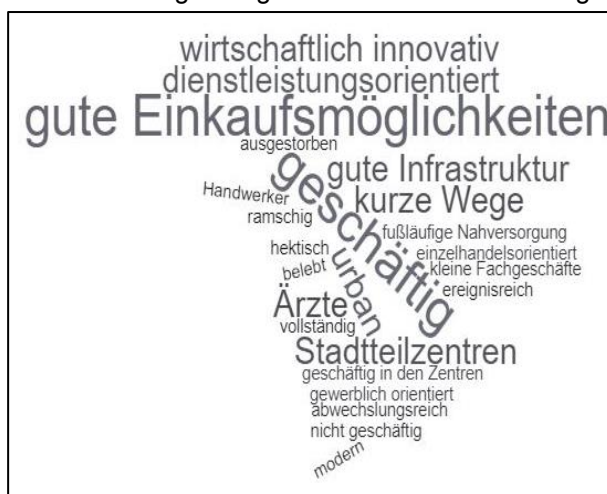 wirtschaftlich innovativ
dienstleistungsorientiert
gute Einkaufsmöglichkeiten
ausgestorben
geschäftig
gute Infrastruktur
Handwerker
kurze Wege
ramschig
fußläufige Nahversorgung
hektisch
einzelhandelsorientiert
belebt
urban
kleine Fachgeschäfte
ereignisreich
Ärzte
vollständig
Stadtteilzentren
geschäftig in den Zentren
gewerblich orientiert
abwechslungsreich
nicht geschäftig
modern